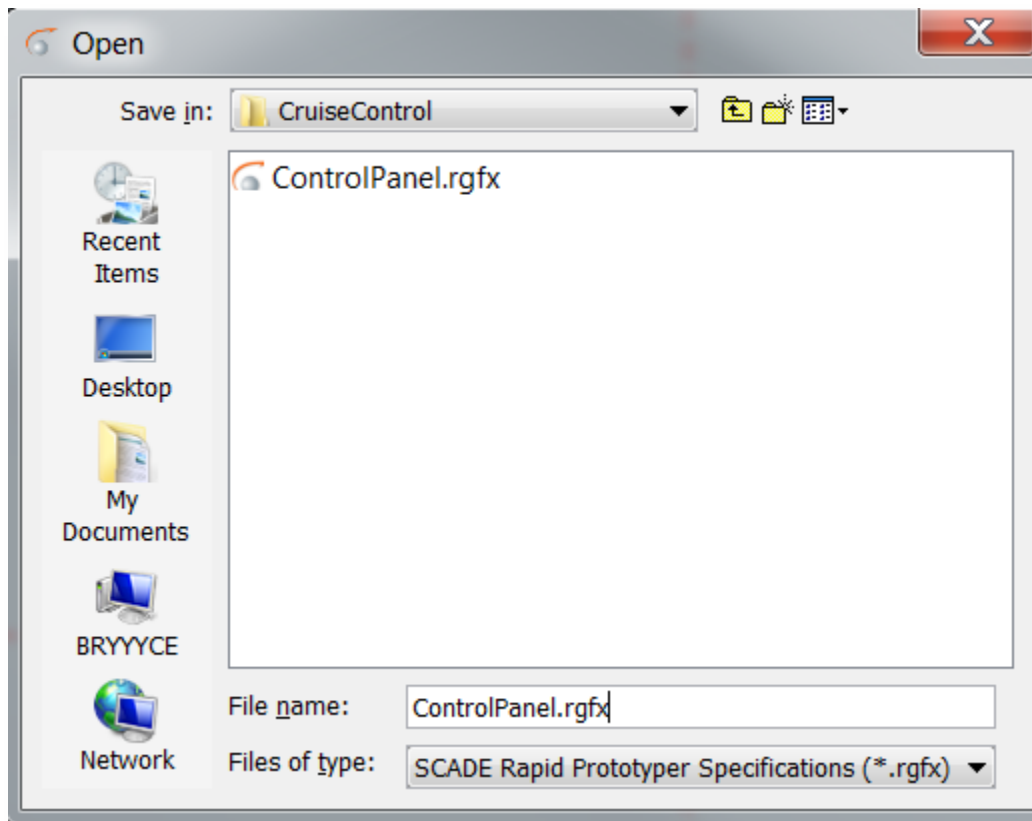 Open
Save in: CruiseControl
ControlPanel.rgfx
Recent
Items
Desktop
My
Documents
BRYYYCE
Network
File name: ControlPanel.rgfx
Files of type: SCADE Rapid Prototyper Specifications (*.rgfx)